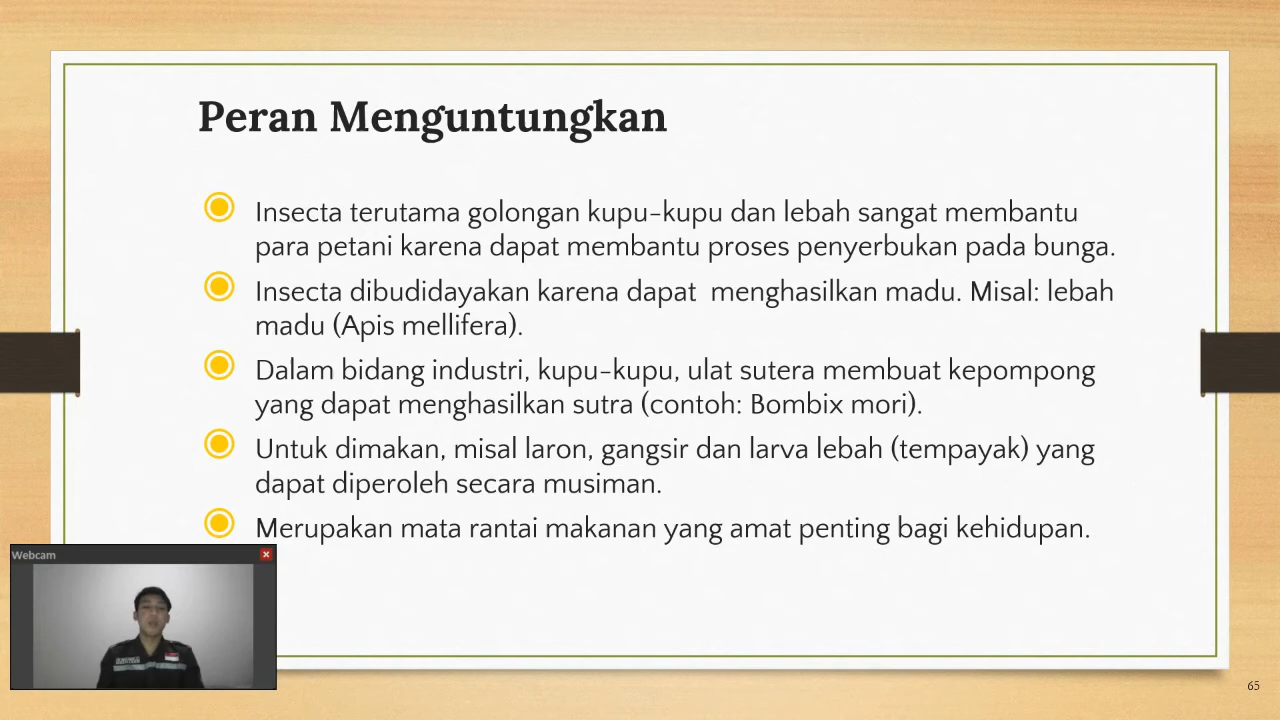 Peran Menguntungkan
Insecta terutama golongan kupu-kupu dan lebah sangat membantu
para petani karena dapat membantu proses penyerbukan pada bunga.
Insecta dibudidayakan karena dapat  menghasilkan madu. Misal: lebah
madu (Apis mellifera).
Dalam bidang industri, kupu-kupu, ulat sutera membuat kepompong
yang dapat menghasilkan sutra (contoh: Bombix mori).
Untuk dimakan, misal laron, gangsir dan larva lebah (tempayak) yang
dapat diperoleh secara musiman.
Merupakan mata rantai makanan yang amat penting bagi kehidupan.
Webcam
65